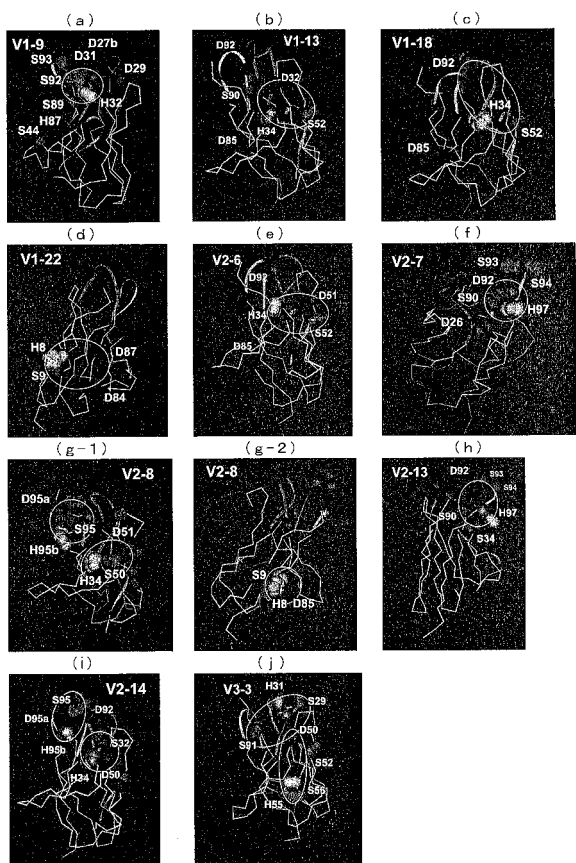 (a) (b) (c)
V1-9
D27b
D31
S93
S92
D29
S89
H32
H87
S44
V1-13
D92
D32
S90
H34
S52
D85
V1-18
D92
H34
S52
D85
(d) (e) (f)
V1-22
H8
D87
S9
D84
V2-6
D92
D51
H34
S52
D85
V2-7
S93
D92
S94
S90
H97
D26
(g-1) (g-2) (h)
V2-8
D95a
S95
D51
H95b
H34
S50
V2-8
S9
H8
D85
V2-13
D92
S93
S94
S90
H97
S34
(i) (j)
V2-14
S95
D92
D95a
S32
H95b
D50
H34
V3-3
H31
S29
D50
S91
S52
S56
H55